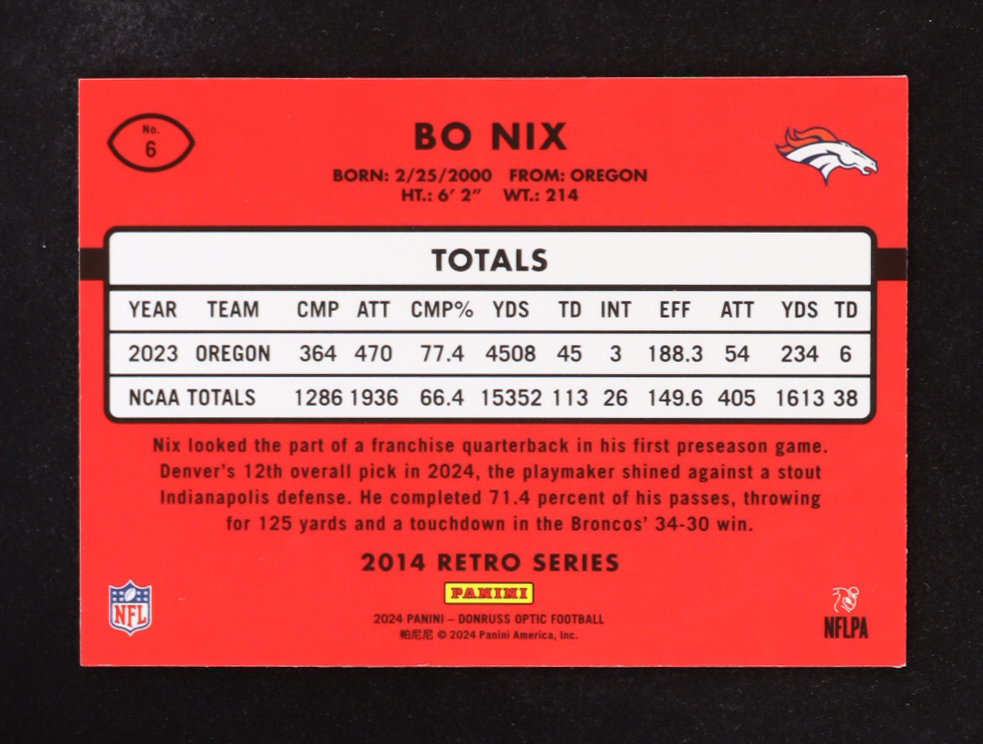 No.
6
BO NIX
BORN: 2/25/2000 FROM: OREGON
HT.: 6' 2" WT.: 214
TOTALS
YEAR TEAM CMP ATT CMP% YDS TD INT EFF ATT YDS TD
2023 OREGON 364 470 77.4 4508 45 3 188.3 54 234 6
NCAA TOTALS 1286 1936 66.4 15352 113 26 149.6 405 1613 38
Nix looked the part of a franchise quarterback in his first preseason game.
Denver's 12th overall pick in 2024, the playmaker shined against a stout
Indianapolis defense. He completed 71.4 percent of his passes, throwing
for 125 yards and a touchdown in the Broncos' 34-30 win.
2014 RETRO SERIES
PANINI
2024 PANINI – DONRUSS OPTIC FOOTBALL
帕尼尼 © 2024 Panini America, Inc.
NFL
NFLPA